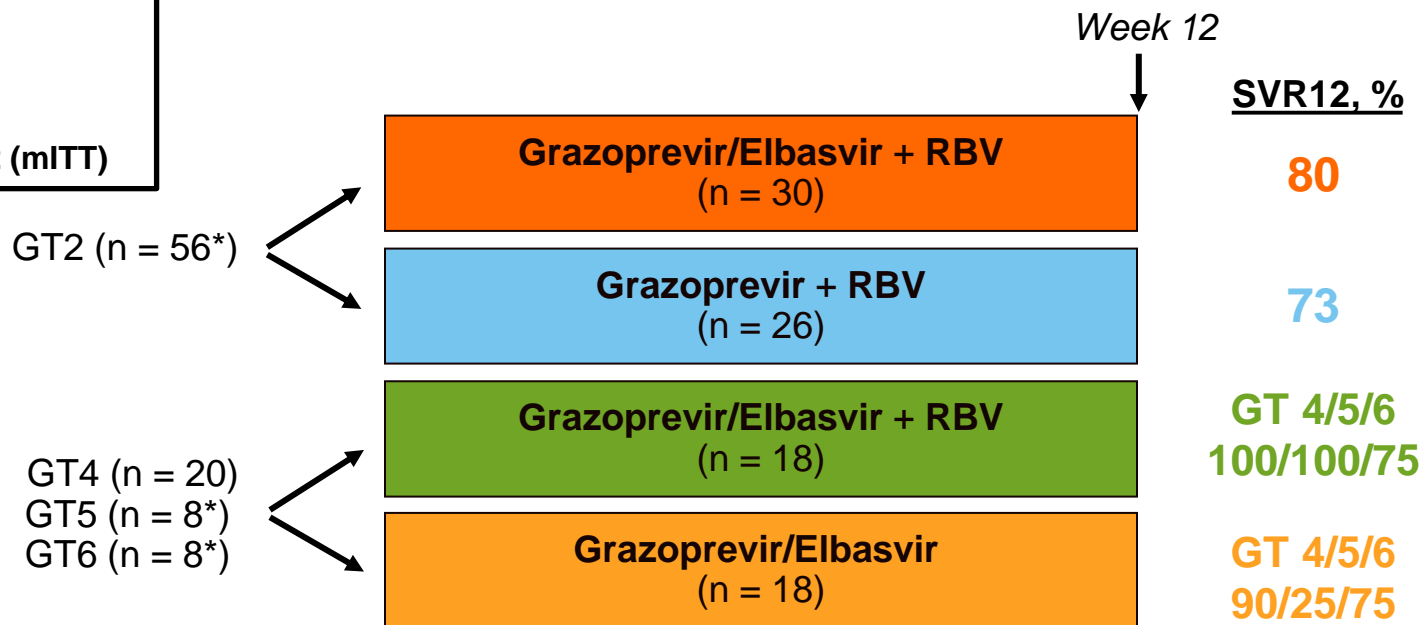 Week 12
SVR12, %
(mITT)
Grazoprevir/Elbasvir + RBV
(n = 30)
80
GT2 (n = 56*)
Grazoprevir + RBV
(n = 26)
73
Grazoprevir/Elbasvir + RBV
(n = 18)
GT 4/5/6
100/100/75
GT4 (n = 20)
GT5 (n = 8*)
GT6 (n = 8*)
Grazoprevir/Elbasvir
(n = 18)
GT 4/5/6
90/25/75